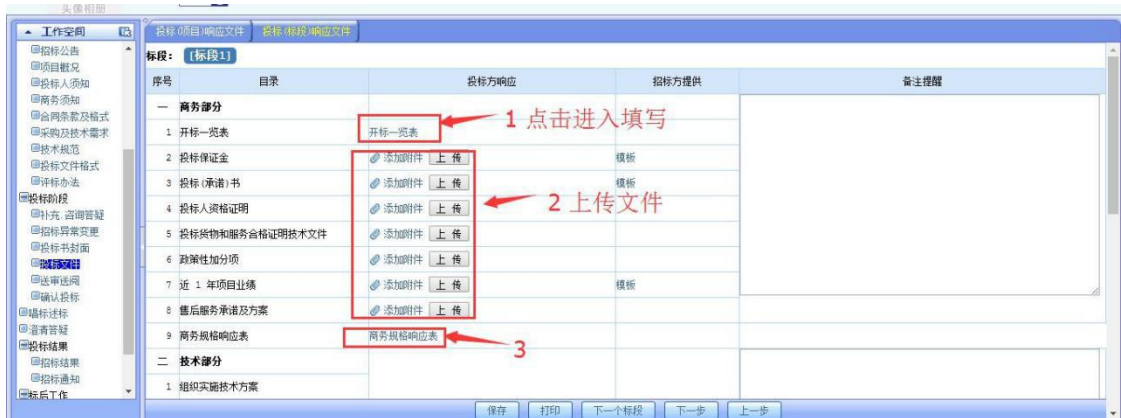 头像相册
工作空间
招标公告
项目概况
投标人须知
商务须知
合同条款及格式
采购及技术需求
技术规范
投标文件格式
评标办法
投标阶段
补充、咨询答疑
招标异常变更
投标书封面
投标文件
送审送阅
确认投标
唱标述标
澄清答疑
投标结果
招标结果
招标通知
标后工作
投标(项目)响应文件 投标(标段)响应文件
标段: [标段1]
序号 目录 投标方响应 招标方提供 备注提醒
一 商务部分
1 开标一览表 开标一览表
1 点击进入填写
2 投标保证金 添加附件 上 传 模板
3 投标(承诺)书 添加附件 上 传 模板
4 投标人资格证明 添加附件 上 传
2 上传文件
5 投标货物和服务合格证明技术文件 添加附件 上 传
6 政策性加分项 添加附件 上 传
7 近 1 年项目业绩 添加附件 上 传 模板
8 售后服务承诺及方案 添加附件 上 传
9 商务规格响应表 商务规格响应表
3
二 技术部分
1 组织实施技术方案
保存 打印 下一个标段 下一步 上一步